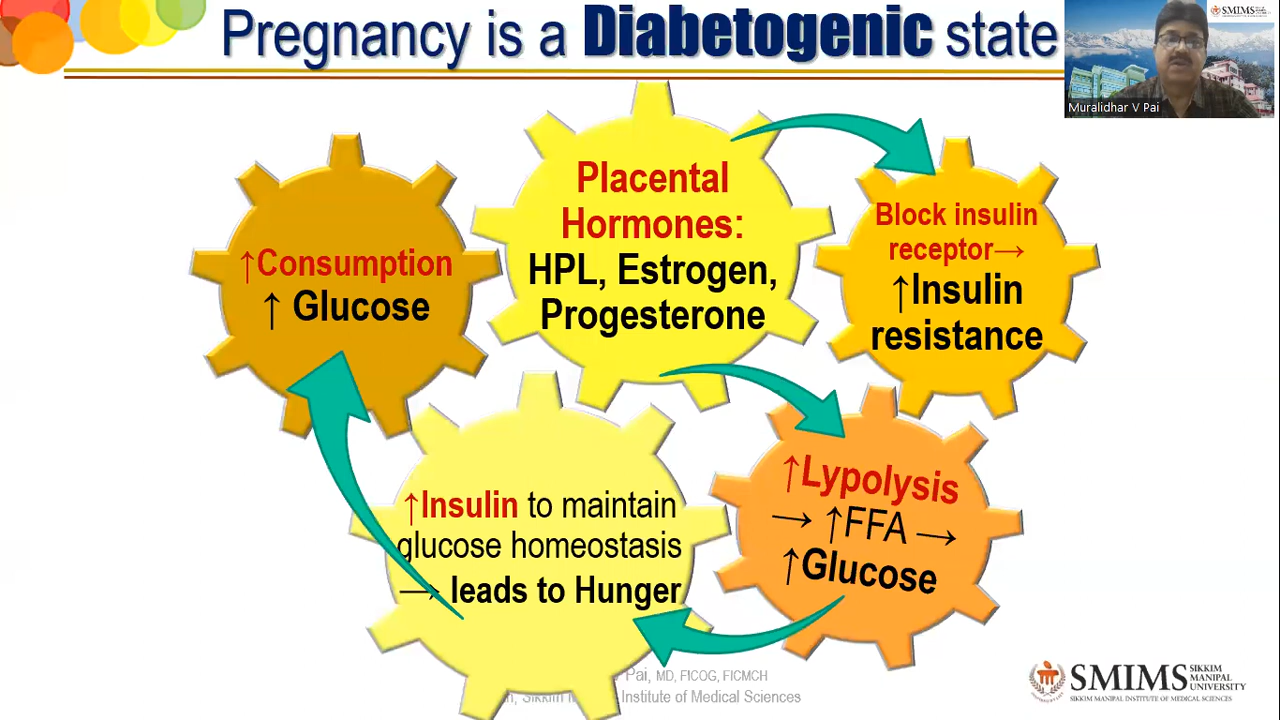 Pregnancy is a Diabetogenic state
SMIMS
Muralidhar V Pai
Placental
Hormones:
HPL, Estrogen,
Progesterone
Block insulin
receptor→
↑Insulin
resistance
↑Consumption
↑ Glucose
↑Lypolysis
→ ↑FFA →
↑Glucose
↑Insulin to maintain
glucose homeostasis
→ leads to Hunger
Pai, MD, FICOG, FICMCH
Sikkim Institute of Medical Sciences
SMIMS
SIKKIM
MANIPAL
UNIVERSITY
SIKKIM MANIPAL INSTITUTE OF MEDICAL SCIENCES